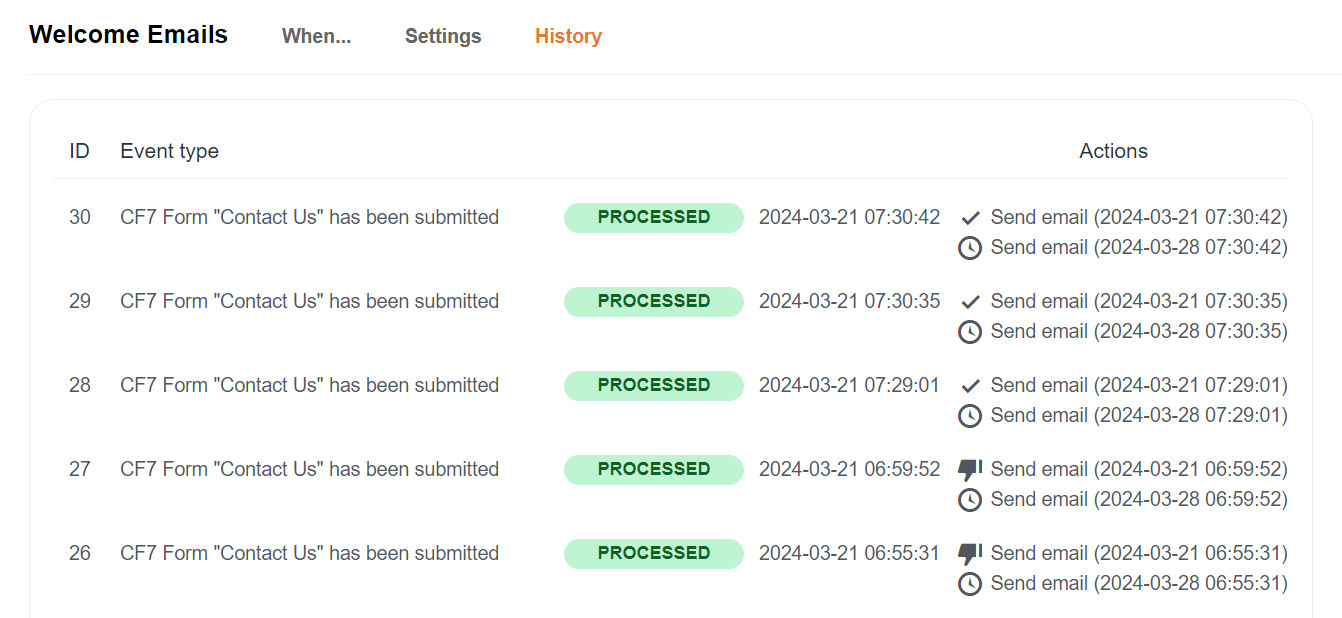 Welcome Emails When... Settings History
ID Event type Actions
30 CF7 Form "Contact Us" has been submitted PROCESSED 2024-03-21 07:30:42 Send email (2024-03-21 07:30:42)
Send email (2024-03-28 07:30:42)
29 CF7 Form "Contact Us" has been submitted PROCESSED 2024-03-21 07:30:35 Send email (2024-03-21 07:30:35)
Send email (2024-03-28 07:30:35)
28 CF7 Form "Contact Us" has been submitted PROCESSED 2024-03-21 07:29:01 Send email (2024-03-21 07:29:01)
Send email (2024-03-28 07:29:01)
27 CF7 Form "Contact Us" has been submitted PROCESSED 2024-03-21 06:59:52 Send email (2024-03-21 06:59:52)
Send email (2024-03-28 06:59:52)
26 CF7 Form "Contact Us" has been submitted PROCESSED 2024-03-21 06:55:31 Send email (2024-03-21 06:55:31)
Send email (2024-03-28 06:55:31)